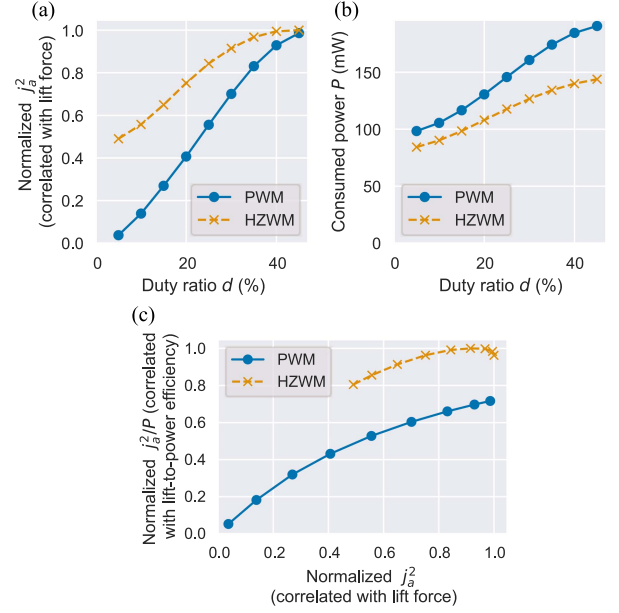 (a)
Normalized j_a^2
(correlated with lift force)
1.0
0.8
0.6
0.4
0.2
0.0
0
20
40
Duty ratio d (%)
PWM
HZWM
(b)
Consumed power P (mW)
150
100
50
0
0
20
40
Duty ratio d (%)
PWM
HZWM
(c)
Normalized j_a^2/P (correlated
with lift-to-power efficiency)
1.0
0.8
0.6
0.4
0.2
0.0
0.0 0.2 0.4 0.6 0.8 1.0
Normalized j_a^2
(correlated with lift force)
PWM
HZWM